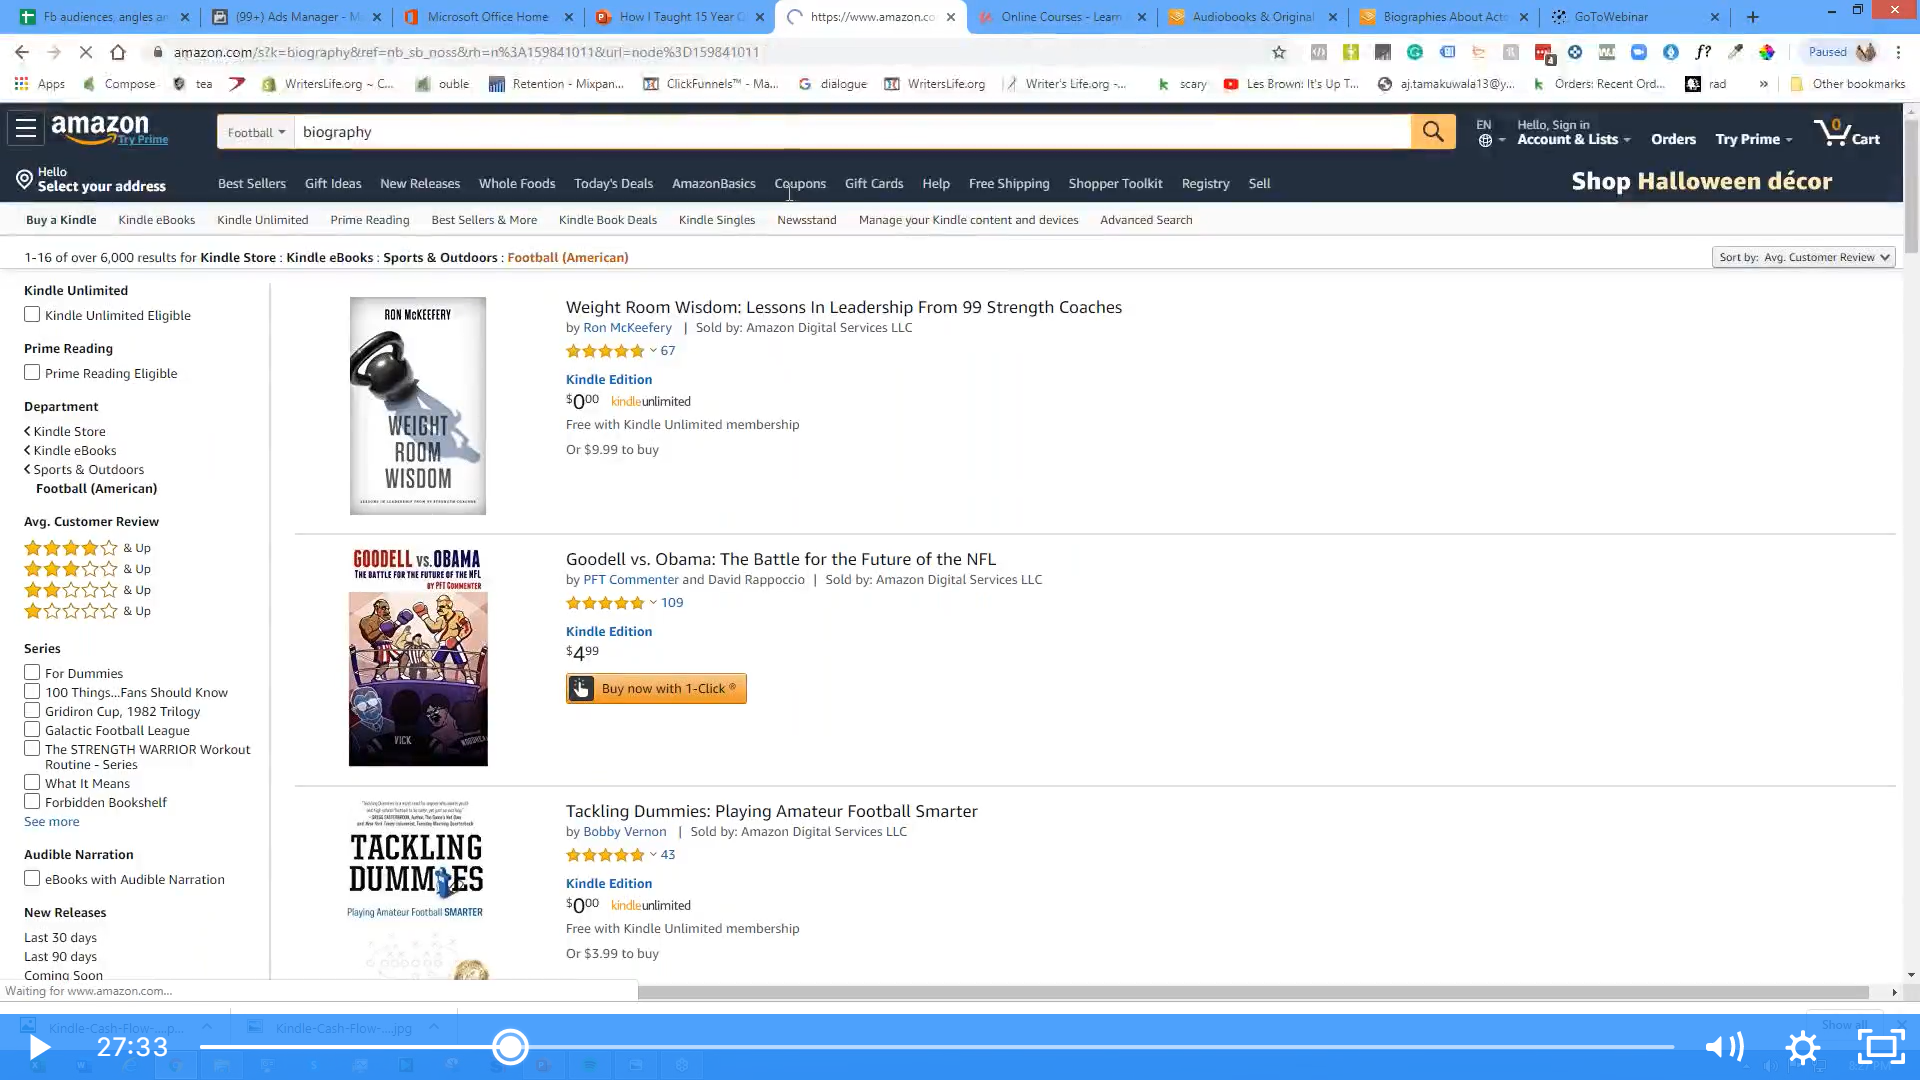 Fb audiences, angles ar
(99+) Ads Manager - M
Microsoft Office Home
How I Taught 15 Year O
https://www.amazon.co
Online Courses - Learn
Audiobooks & Original
Biographies About Acto
GoToWebinar
amazon.com/s?k=biography&ref=nb_sb_noss&rh=n%3A159841011&url=node%3D159841011
Paused
Apps
Compose
tea
WritersLife.org ~ C...
ouble
Retention - Mixpan...
ClickFunnels™ - Ma...
dialogue
WritersLife.org
Writer's Life.org -...
scary
Les Brown: It's Up T...
aj.tamakuwala13@y...
Orders: Recent Ord...
rad
Other bookmarks
amazon
Try Prime
Football
biography
EN
Hello, Sign in
Account & Lists
Orders
Try Prime
0
Cart
Hello
Select your address
Best Sellers
Gift Ideas
New Releases
Whole Foods
Today's Deals
AmazonBasics
Coupons
Gift Cards
Help
Free Shipping
Shopper Toolkit
Registry
Sell
Shop Halloween décor
Buy a Kindle
Kindle eBooks
Kindle Unlimited
Prime Reading
Best Sellers & More
Kindle Book Deals
Kindle Singles
Newsstand
Manage your Kindle content and devices
Advanced Search
1-16 of over 6,000 results for Kindle Store : Kindle eBooks : Sports & Outdoors : Football (American)
Sort by: Avg. Customer Review
Kindle Unlimited
Kindle Unlimited Eligible
Prime Reading
Prime Reading Eligible
Department
Kindle Store
Kindle eBooks
Sports & Outdoors
Football (American)
Avg. Customer Review
& Up
& Up
& Up
& Up
Series
For Dummies
100 Things...Fans Should Know
Gridiron Cup, 1982 Trilogy
Galactic Football League
The STRENGTH WARRIOR Workout
Routine - Series
What It Means
Forbidden Bookshelf
See more
Audible Narration
eBooks with Audible Narration
New Releases
Last 30 days
Last 90 days
Coming Soon
RON McKEEFERY
WEIGHT
ROOM
WISDOM
LESSONS IN LEADERSHIP FROM 99 STRENGTH COACHES
Weight Room Wisdom: Lessons In Leadership From 99 Strength Coaches
by Ron McKeefery | Sold by: Amazon Digital Services LLC
67
Kindle Edition
$0 00 kindleunlimited
Free with Kindle Unlimited membership
Or $9.99 to buy
GOODELL VS. OBAMA
THE BATTLE FOR THE FUTURE OF THE NFL
BY PFT COMMENTER
VICK
Goodell vs. Obama: The Battle for the Future of the NFL
by PFT Commenter and David Rappoccio | Sold by: Amazon Digital Services LLC
109
Kindle Edition
$4 99
Buy now with 1-Click ®
TACKLING
DUMMIES
Playing Amateur Football SMARTER
Tackling Dummies: Playing Amateur Football Smarter
by Bobby Vernon | Sold by: Amazon Digital Services LLC
43
Kindle Edition
$0 00 kindleunlimited
Free with Kindle Unlimited membership
Or $3.99 to buy
Waiting for www.amazon.com...
Kindle-Cash-Flow-....p...
Kindle-Cash-Flow-....jpg
Show all
27:33